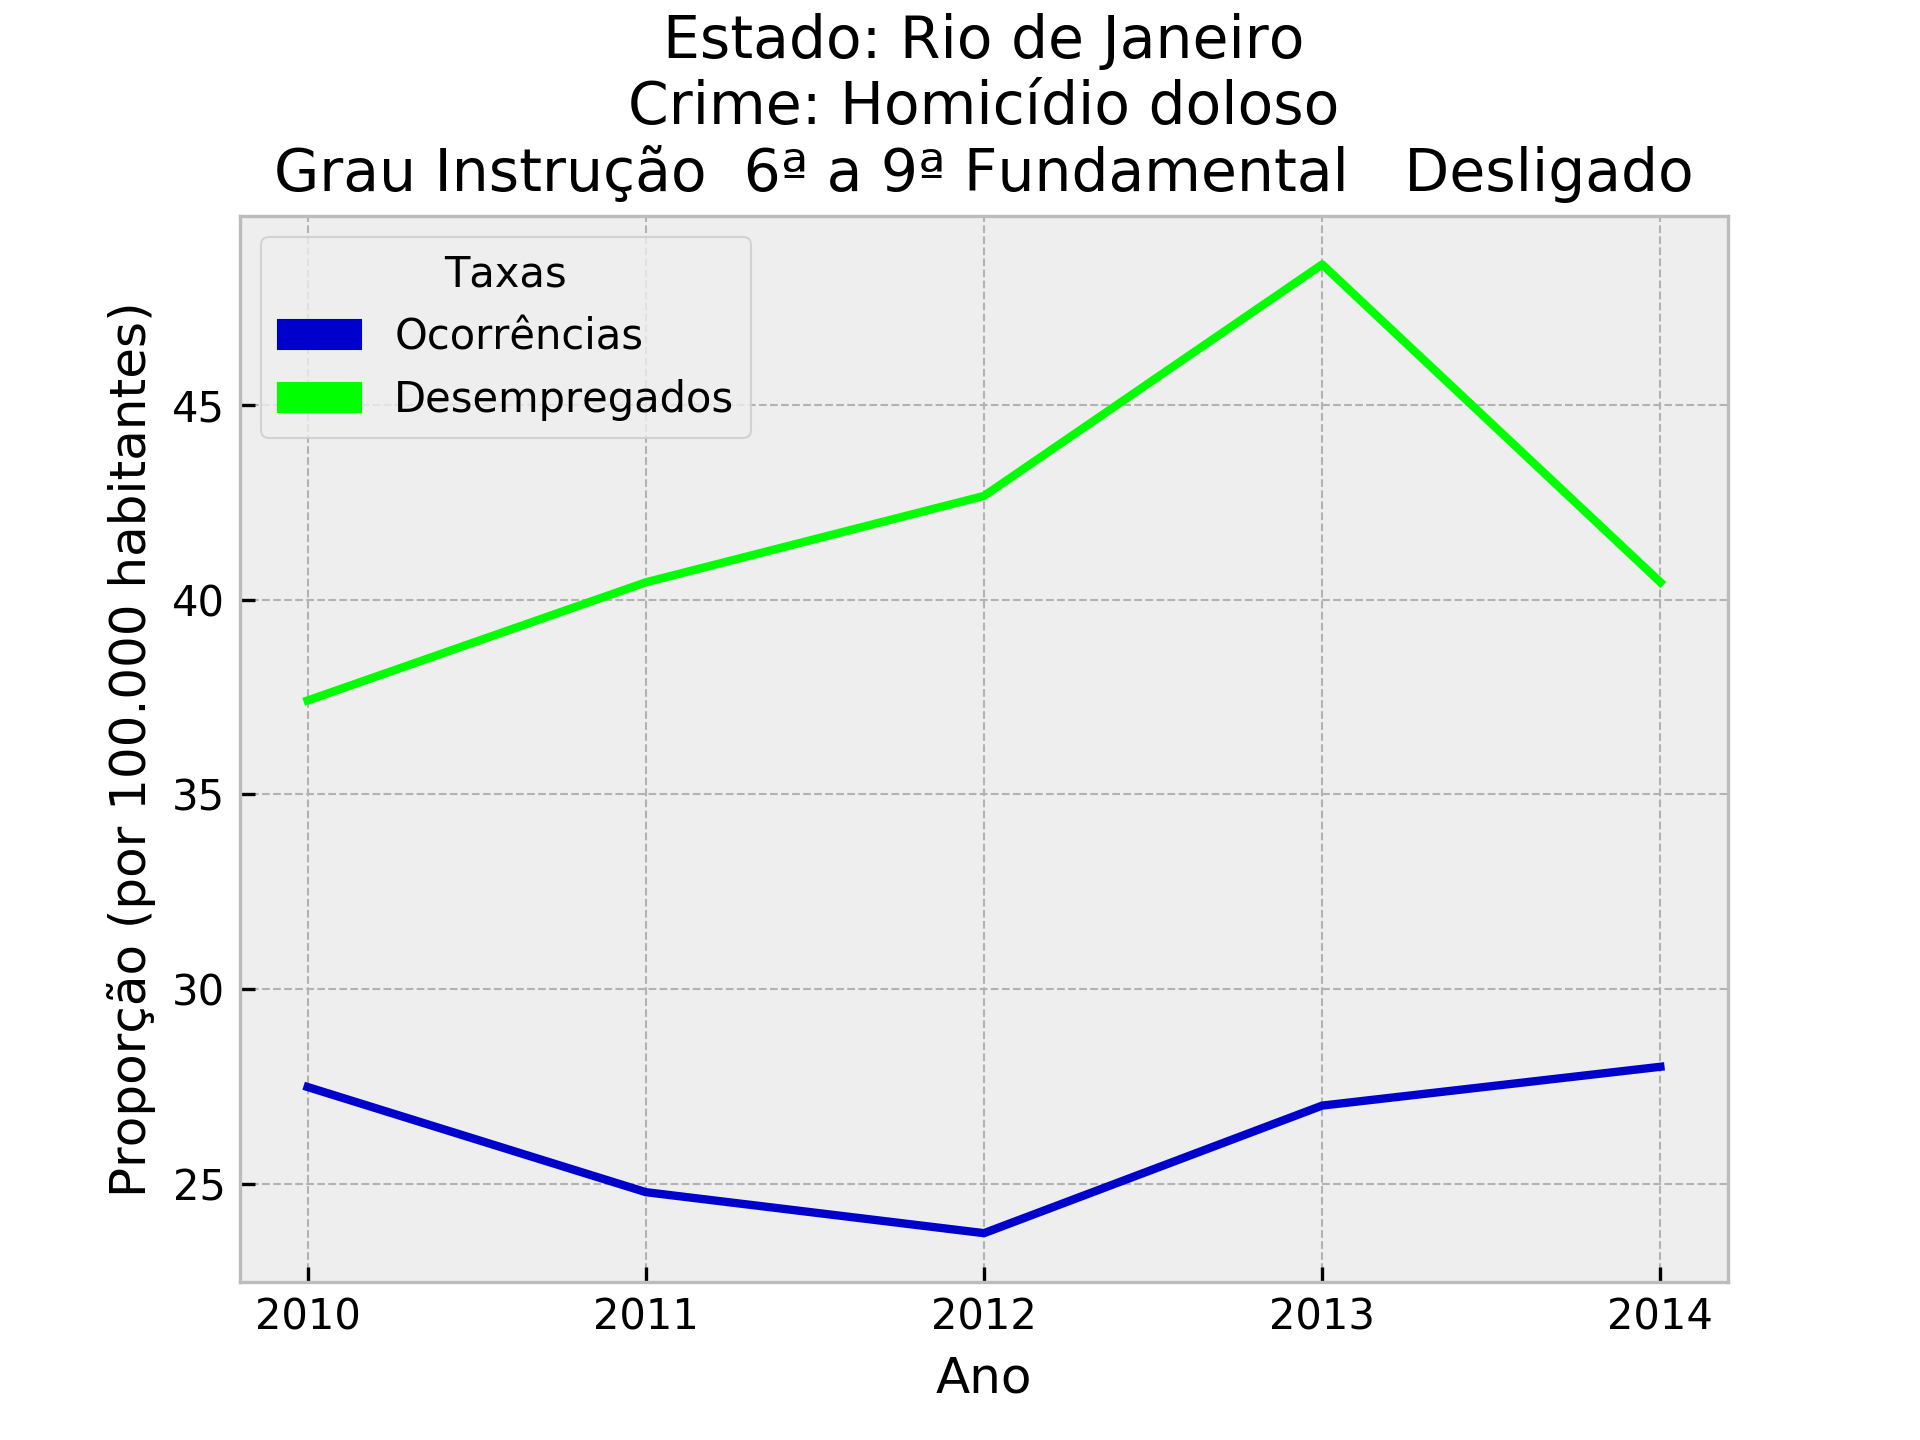 Estado: Rio de Janeiro
Crime: Homicídio doloso
Grau Instrução  6ª a 9ª Fundamental   Desligado
Taxas
Ocorrências
Desempregados
Proporção (por 100.000 habitantes)
45
40
35
30
25
2010 2011 2012 2013 2014
Ano